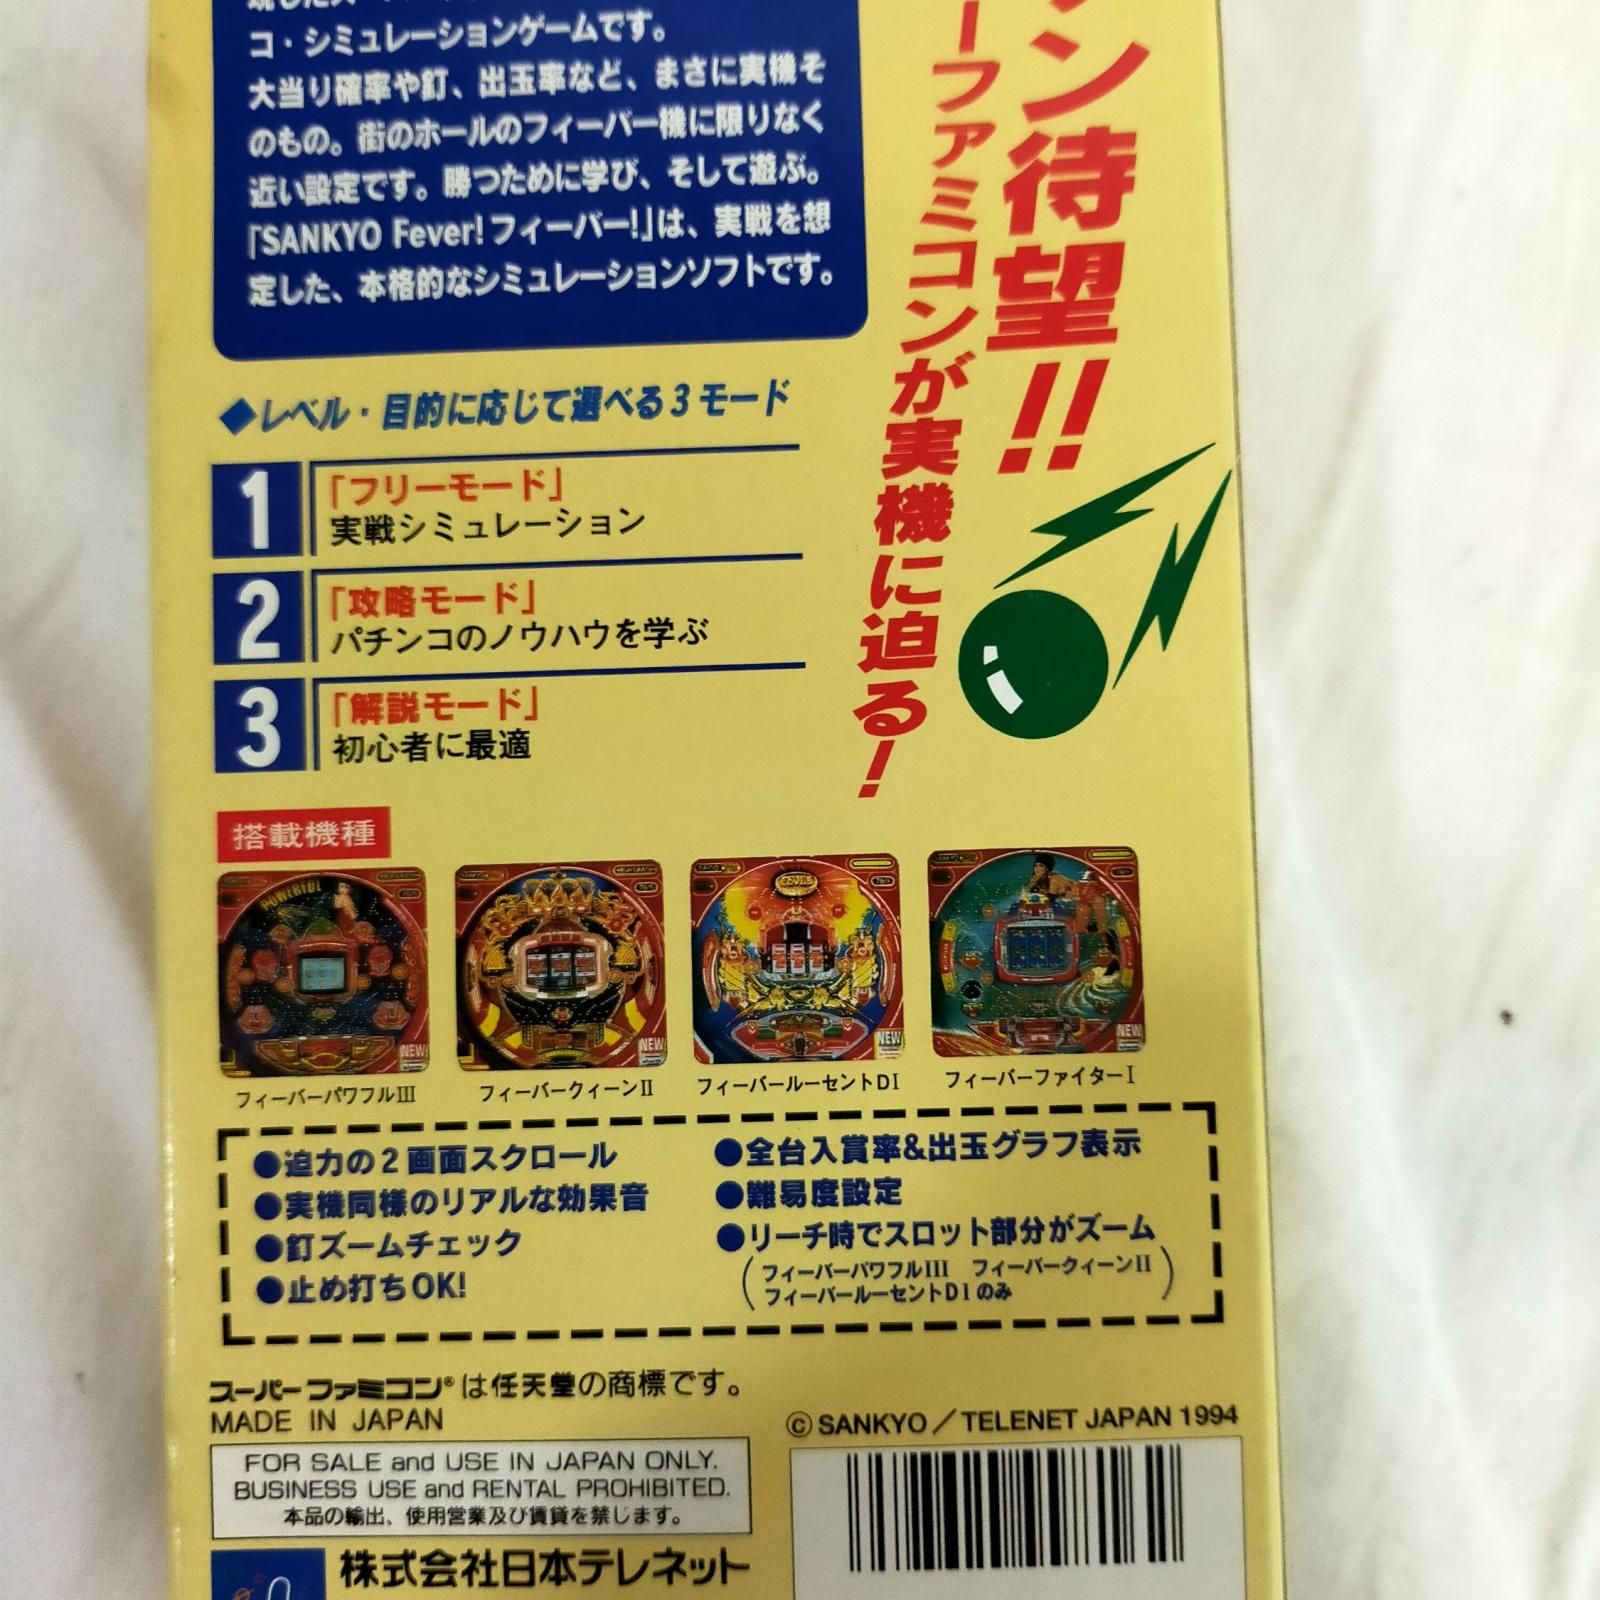 コ・シミュレーションゲームです。
大当り確率や釘、出玉率など、まさに実機そ
のもの。街のホールのフィーバー機に限りなく
近い設定です。勝つために学び、そして遊ぶ。
「SANKYO Fever!フィーバー!」は、実戦を想
定した、本格的なシミュレーションソフトです。
ン待望!!
ーファミコンが実機に迫る!
◆レベル・目的に応じて選べる3モード
1
「フリーモード」
実戦シミュレーション
2
「攻略モード」
パチンコのノウハウを学ぶ
3
「解説モード」
初心者に最適
搭載機種
POWERFUL
NEW!
NEW!
NEW!
NEW!
フィーバーパワフルIII
フィーバークィーンII
フィーバールーセントDI
フィーバーファイターI
●迫力の2画面スクロール
●実機同様のリアルな効果音
●釘ズームチェック
●止め打ちOK!
●全台入賞率&出玉グラフ表示
●難易度設定
●リーチ時でスロット部分がズーム
(フィーバーパワフルIII フィーバークィーンII
フィーバールーセントDIのみ)
スーパーファミコン®は任天堂の商標です。
MADE IN JAPAN
©SANKYO/TELENET JAPAN 1994
FOR SALE and USE IN JAPAN ONLY.
BUSINESS USE and RENTAL PROHIBITED.
本品の輸出、使用営業及び賃貸を禁じます。
株式会社日本テレネット